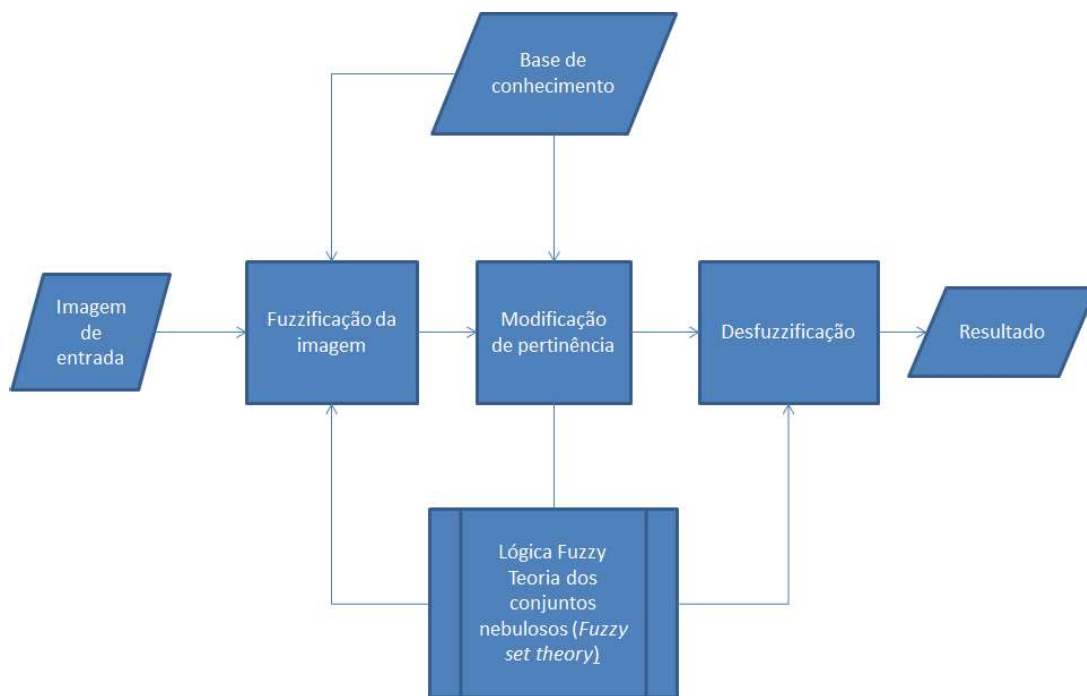 Base de
conhecimento
Imagem
de
entrada
Fuzzificação da
imagem
Modificação
de pertinência
Desfuzzificação
Resultado
Lógica Fuzzy
Teoria dos
conjuntos
nebulosos (Fuzzy
set theory)